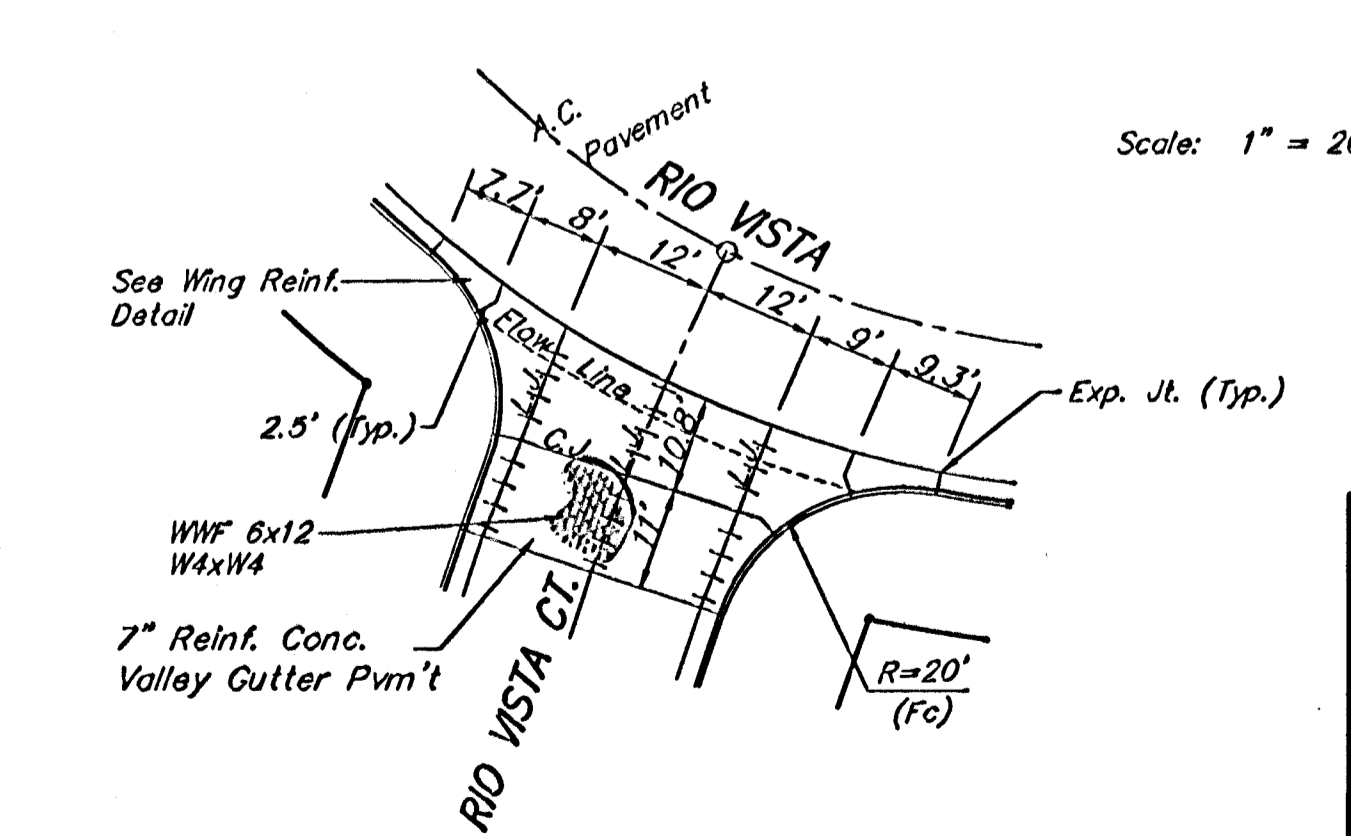 A.C.
Pavement
Scale: 1" = 20
RIO VISTA
7.7'
8'
12'
12'
9'
9.3'
See Wing Reinf.
Detail
Flow Line
Exp. Jt. (Typ.)
2.5' (Typ.)
C.J.
10.8'
11'
WWF 6x12
W4xW4
7" Reinf. Conc.
Valley Gutter Pvm't
RIO VISTA CT.
R=20'
(Fc)